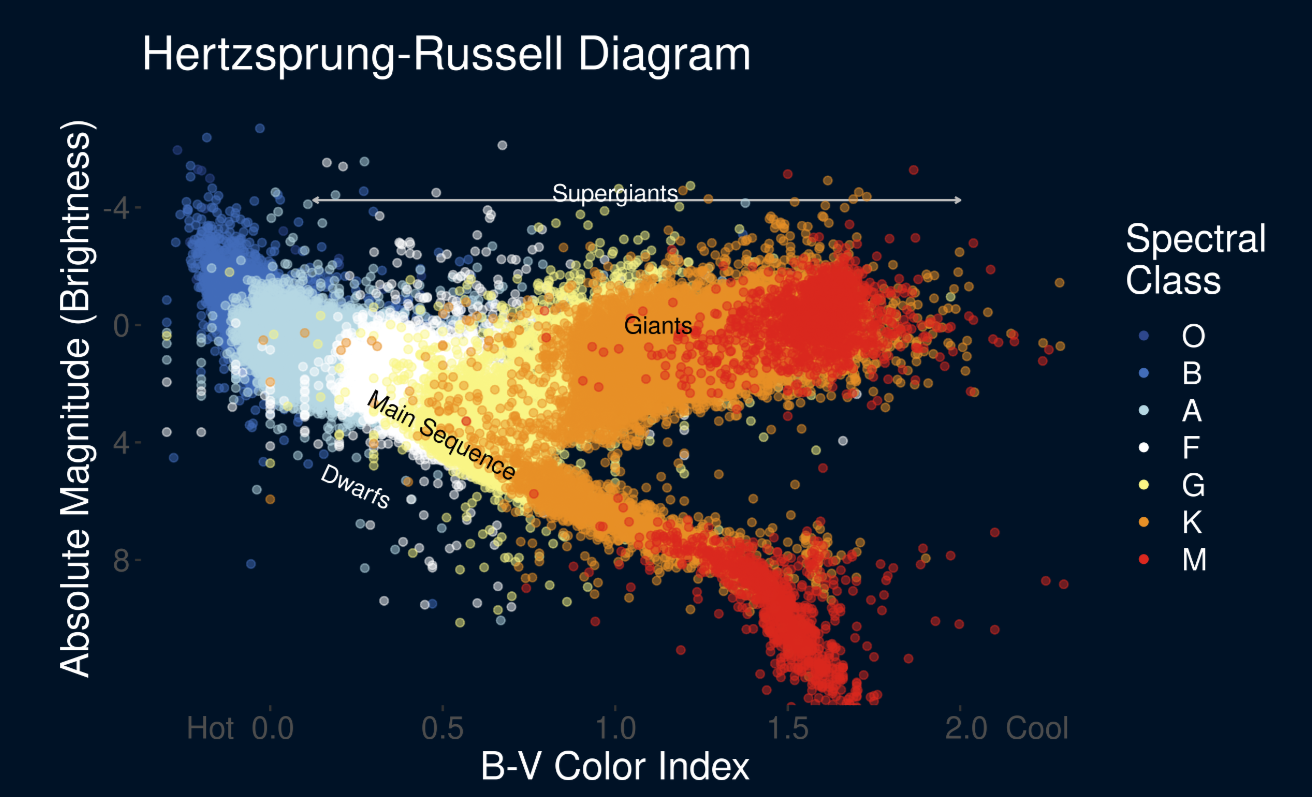 Hertzsprung-Russell Diagram
Absolute Magnitude (Brightness)
-4
0
4
8
Supergiants
Giants
Main Sequence
Dwarfs
Hot 0.0 0.5 1.0 1.5 2.0 Cool
B-V Color Index
Spectral
Class
O
B
A
F
G
K
M